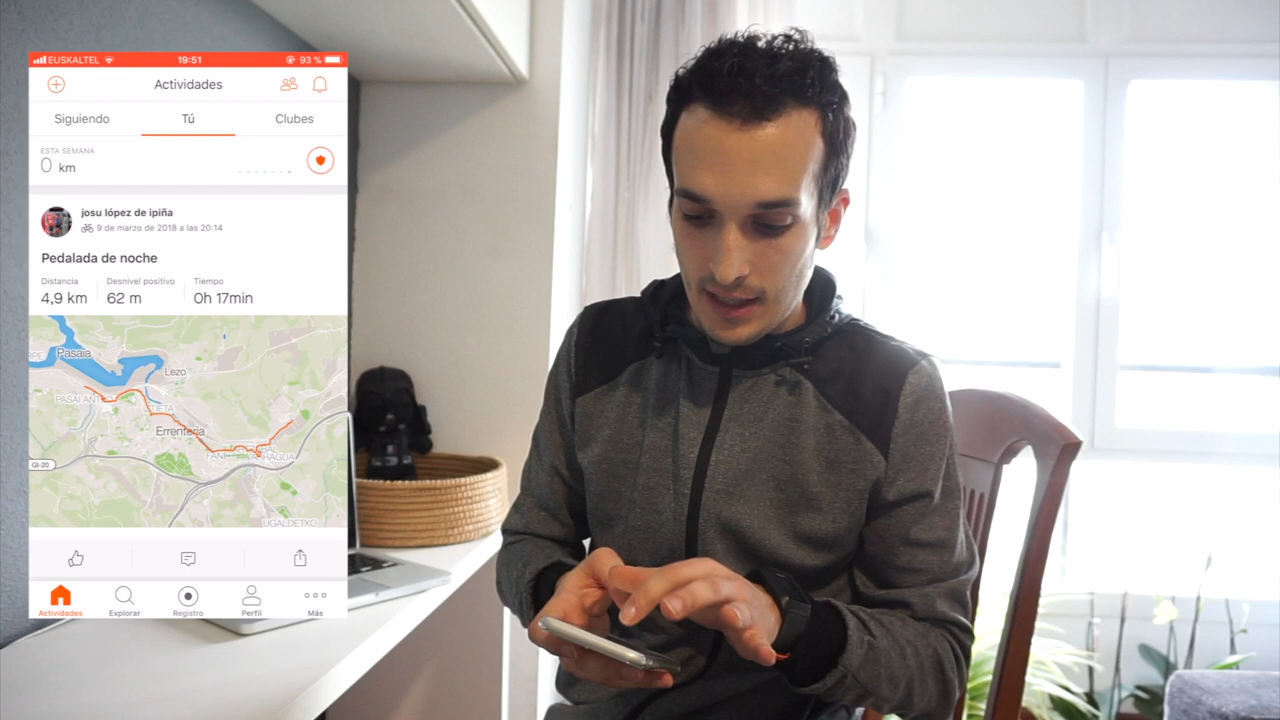 EUSKALTEL 19:51 93 %
Actividades
Siguiendo Tú Clubes
ESTA SEMANA
0 km
josu lópez de ipiña
9 de marzo de 2018 a las 20:14
Pedalada de noche
Distancia Desnivel positivo Tiempo
4,9 km 62 m 0h 17min
Pasaia
Lezo
Errenteria
GI-20
UGALDETXO
Actividades Explorar Registro Perfil Más